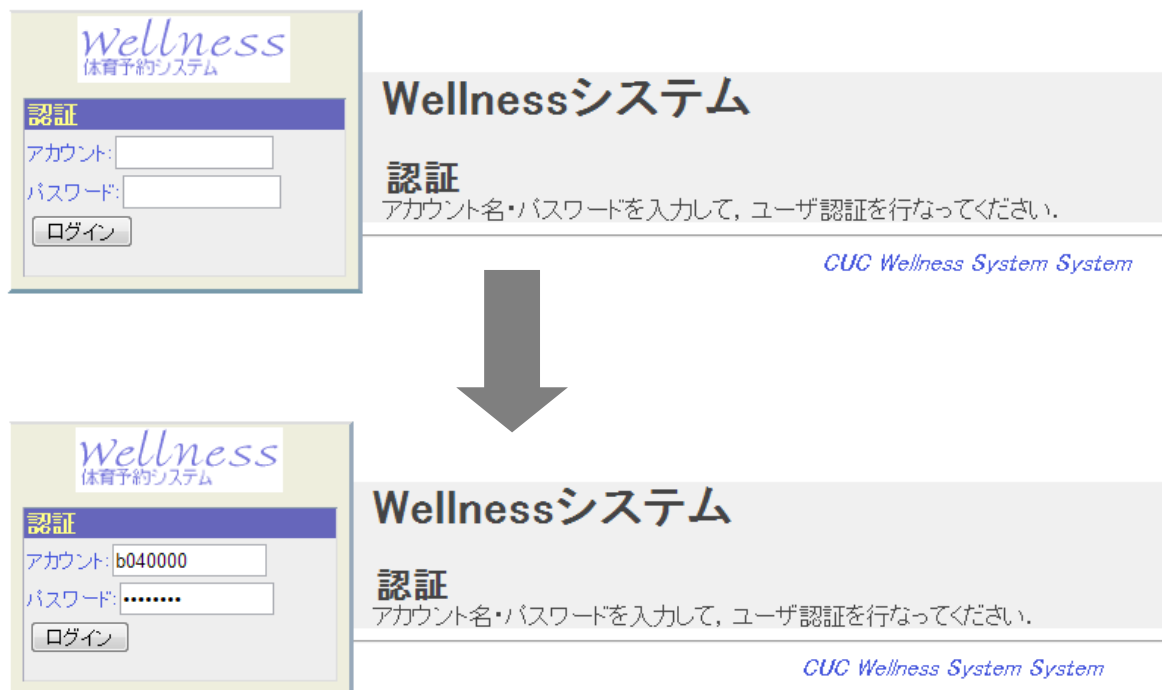 Wellness
体育予約システム
認証
アカウント:
パスワード:
ログイン
Wellnessシステム
認証
アカウント名・パスワードを入力して，ユーザ認証を行なってください．
CUC Wellness System System
Wellness
体育予約システム
認証
アカウント: b040000
パスワード: ••••••••
ログイン
Wellnessシステム
認証
アカウント名・パスワードを入力して，ユーザ認証を行なってください．
CUC Wellness System System